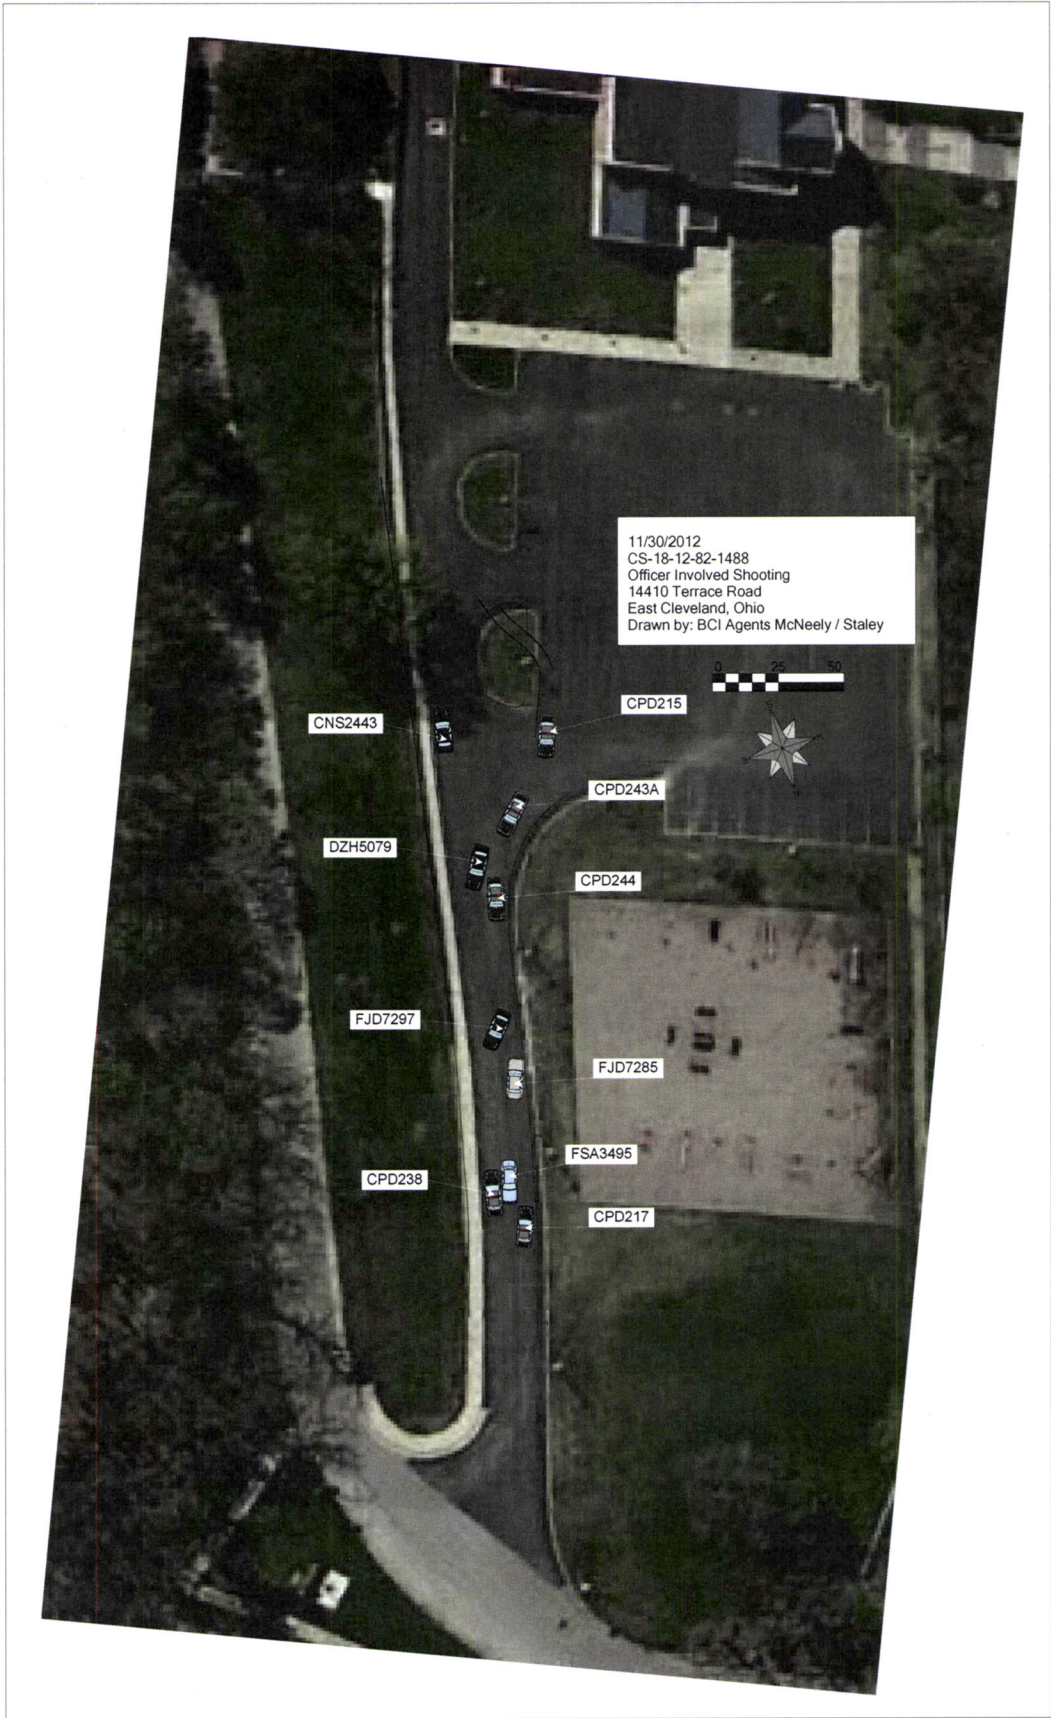 11/30/2012
CS-18-12-82-1488
Officer Involved Shooting
14410 Terrace Road
East Cleveland, Ohio
Drawn by: BCI Agents McNeely / Staley
0 25 50
CPD215
CNS2443
CPD243A
DZH5079
CPD244
FJD7297
FJD7285
FSA3495
CPD238
CPD217